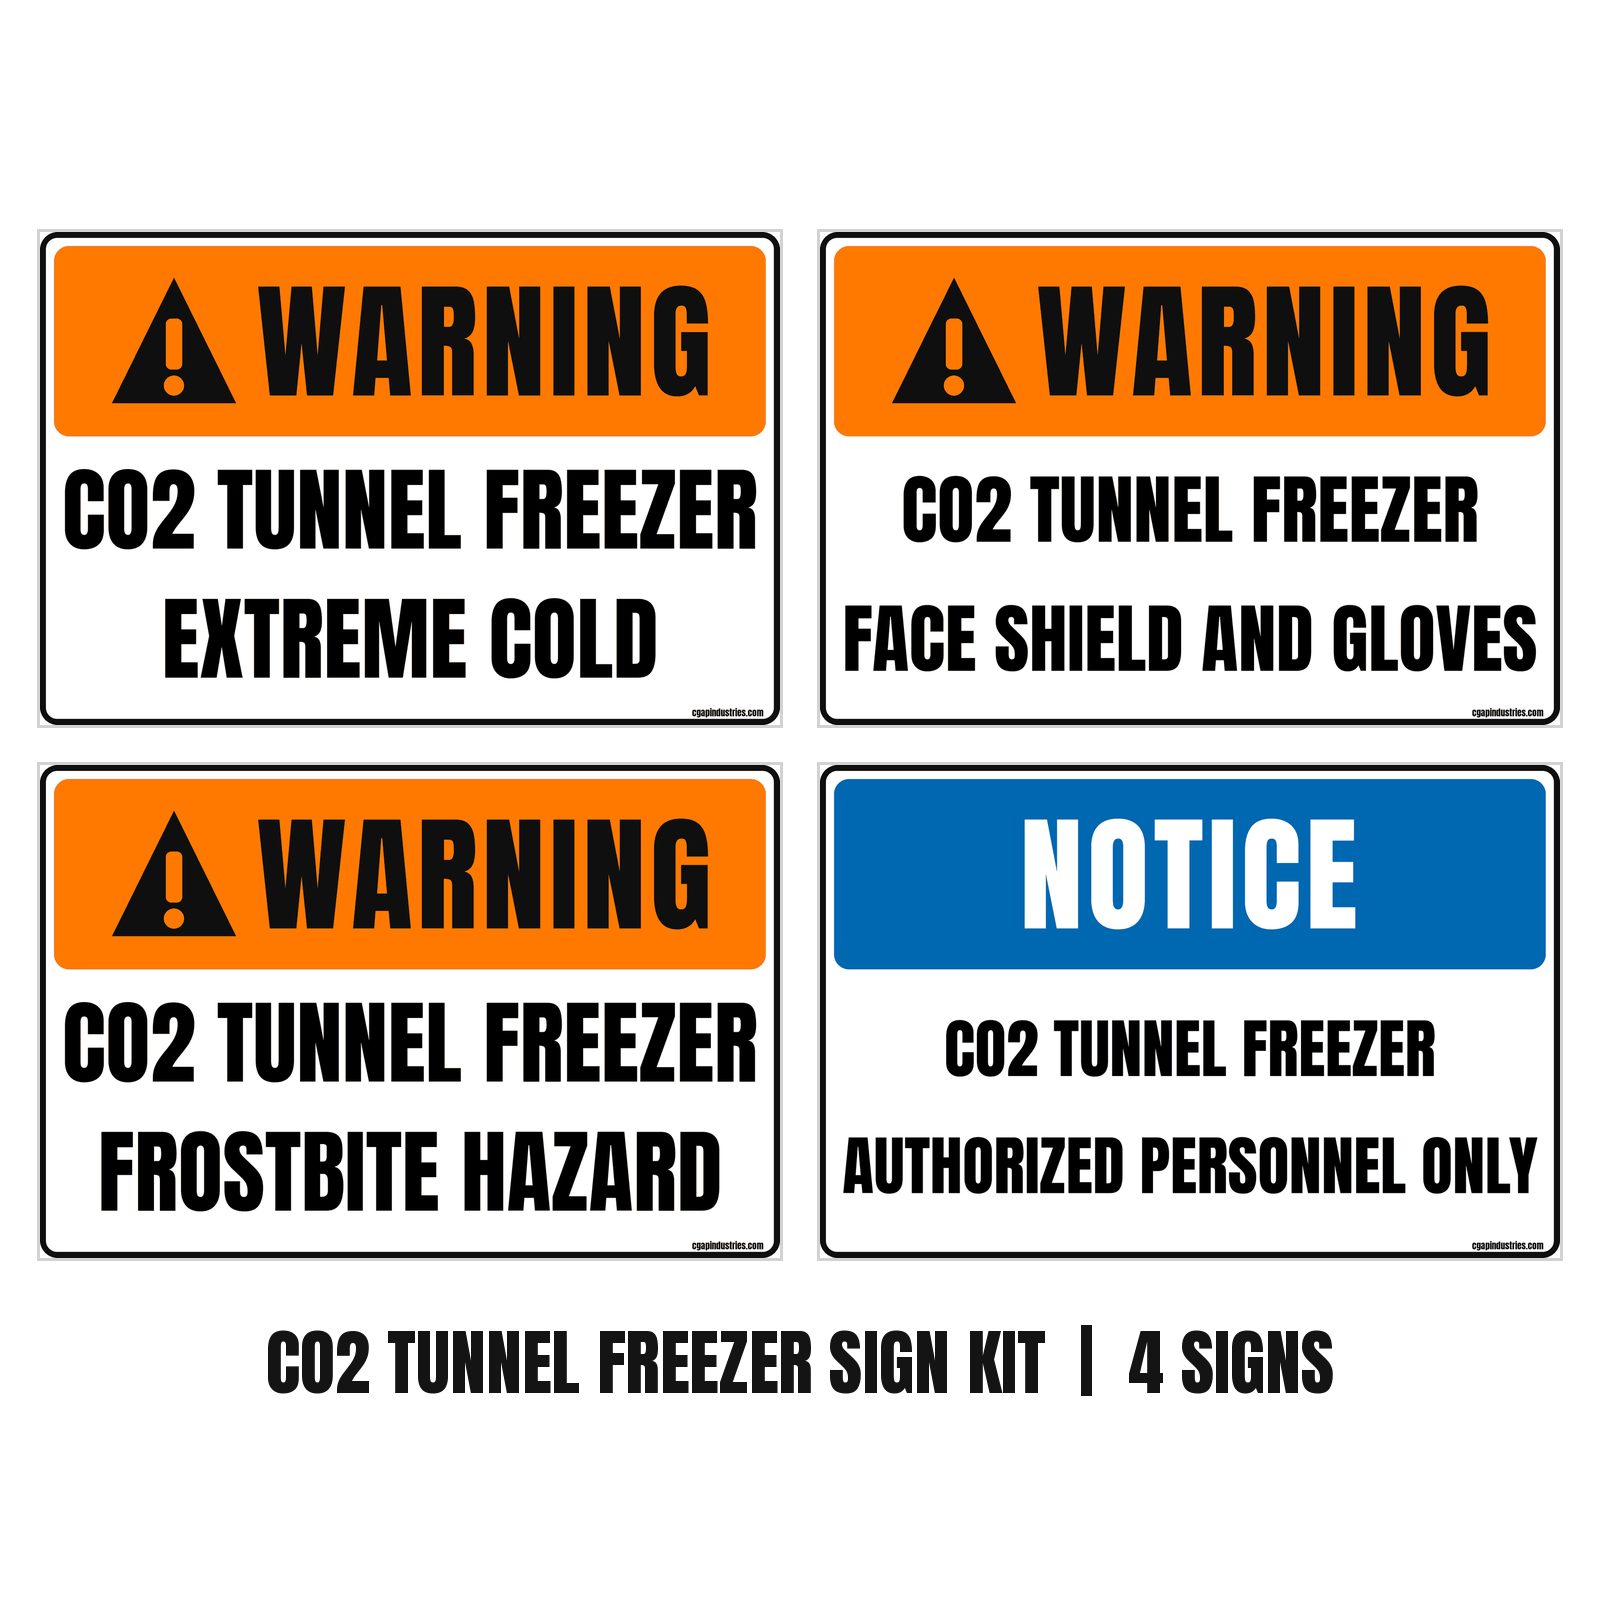 WARNING
CO2 TUNNEL FREEZER
EXTREME COLD
cgapindustries.com
WARNING
CO2 TUNNEL FREEZER
FACE SHIELD AND GLOVES
cgapindustries.com
WARNING
CO2 TUNNEL FREEZER
FROSTBITE HAZARD
cgapindustries.com
NOTICE
CO2 TUNNEL FREEZER
AUTHORIZED PERSONNEL ONLY
cgapindustries.com
CO2 TUNNEL FREEZER SIGN KIT | 4 SIGNS